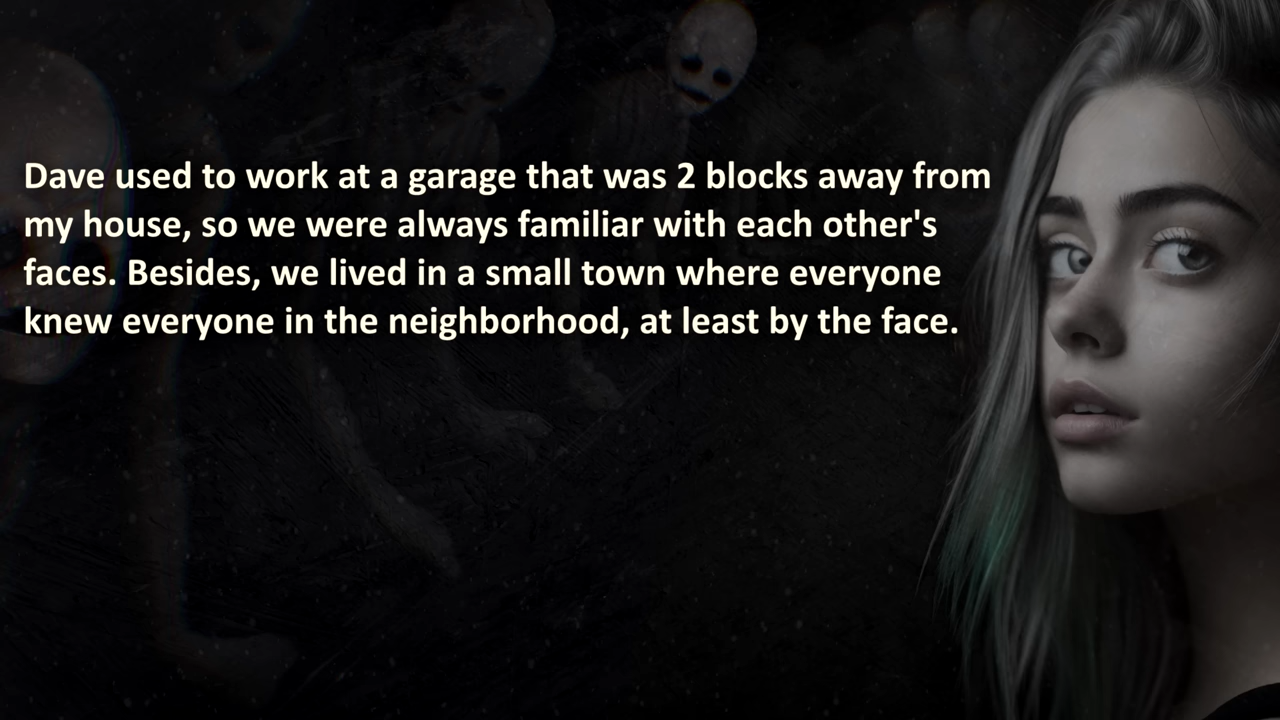 Dave used to work at a garage that was 2 blocks away from
my house, so we were always familiar with each other's
faces. Besides, we lived in a small town where everyone
knew everyone in the neighborhood, at least by the face.